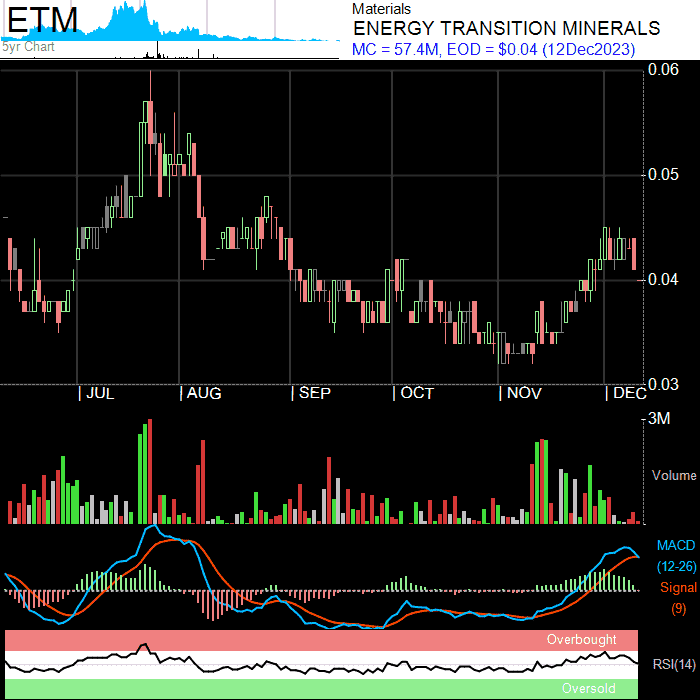 ETM
5yr Chart
Materials
ENERGY TRANSITION MINERALS
MC = 57.4M, EOD = $0.04 (12Dec2023)
0.06
0.05
0.04
0.03
| JUL | AUG | SEP | OCT | NOV | DEC
3M
Volume
MACD
(12-26)
Signal
(9)
Overbought
RSI(14)
Oversold